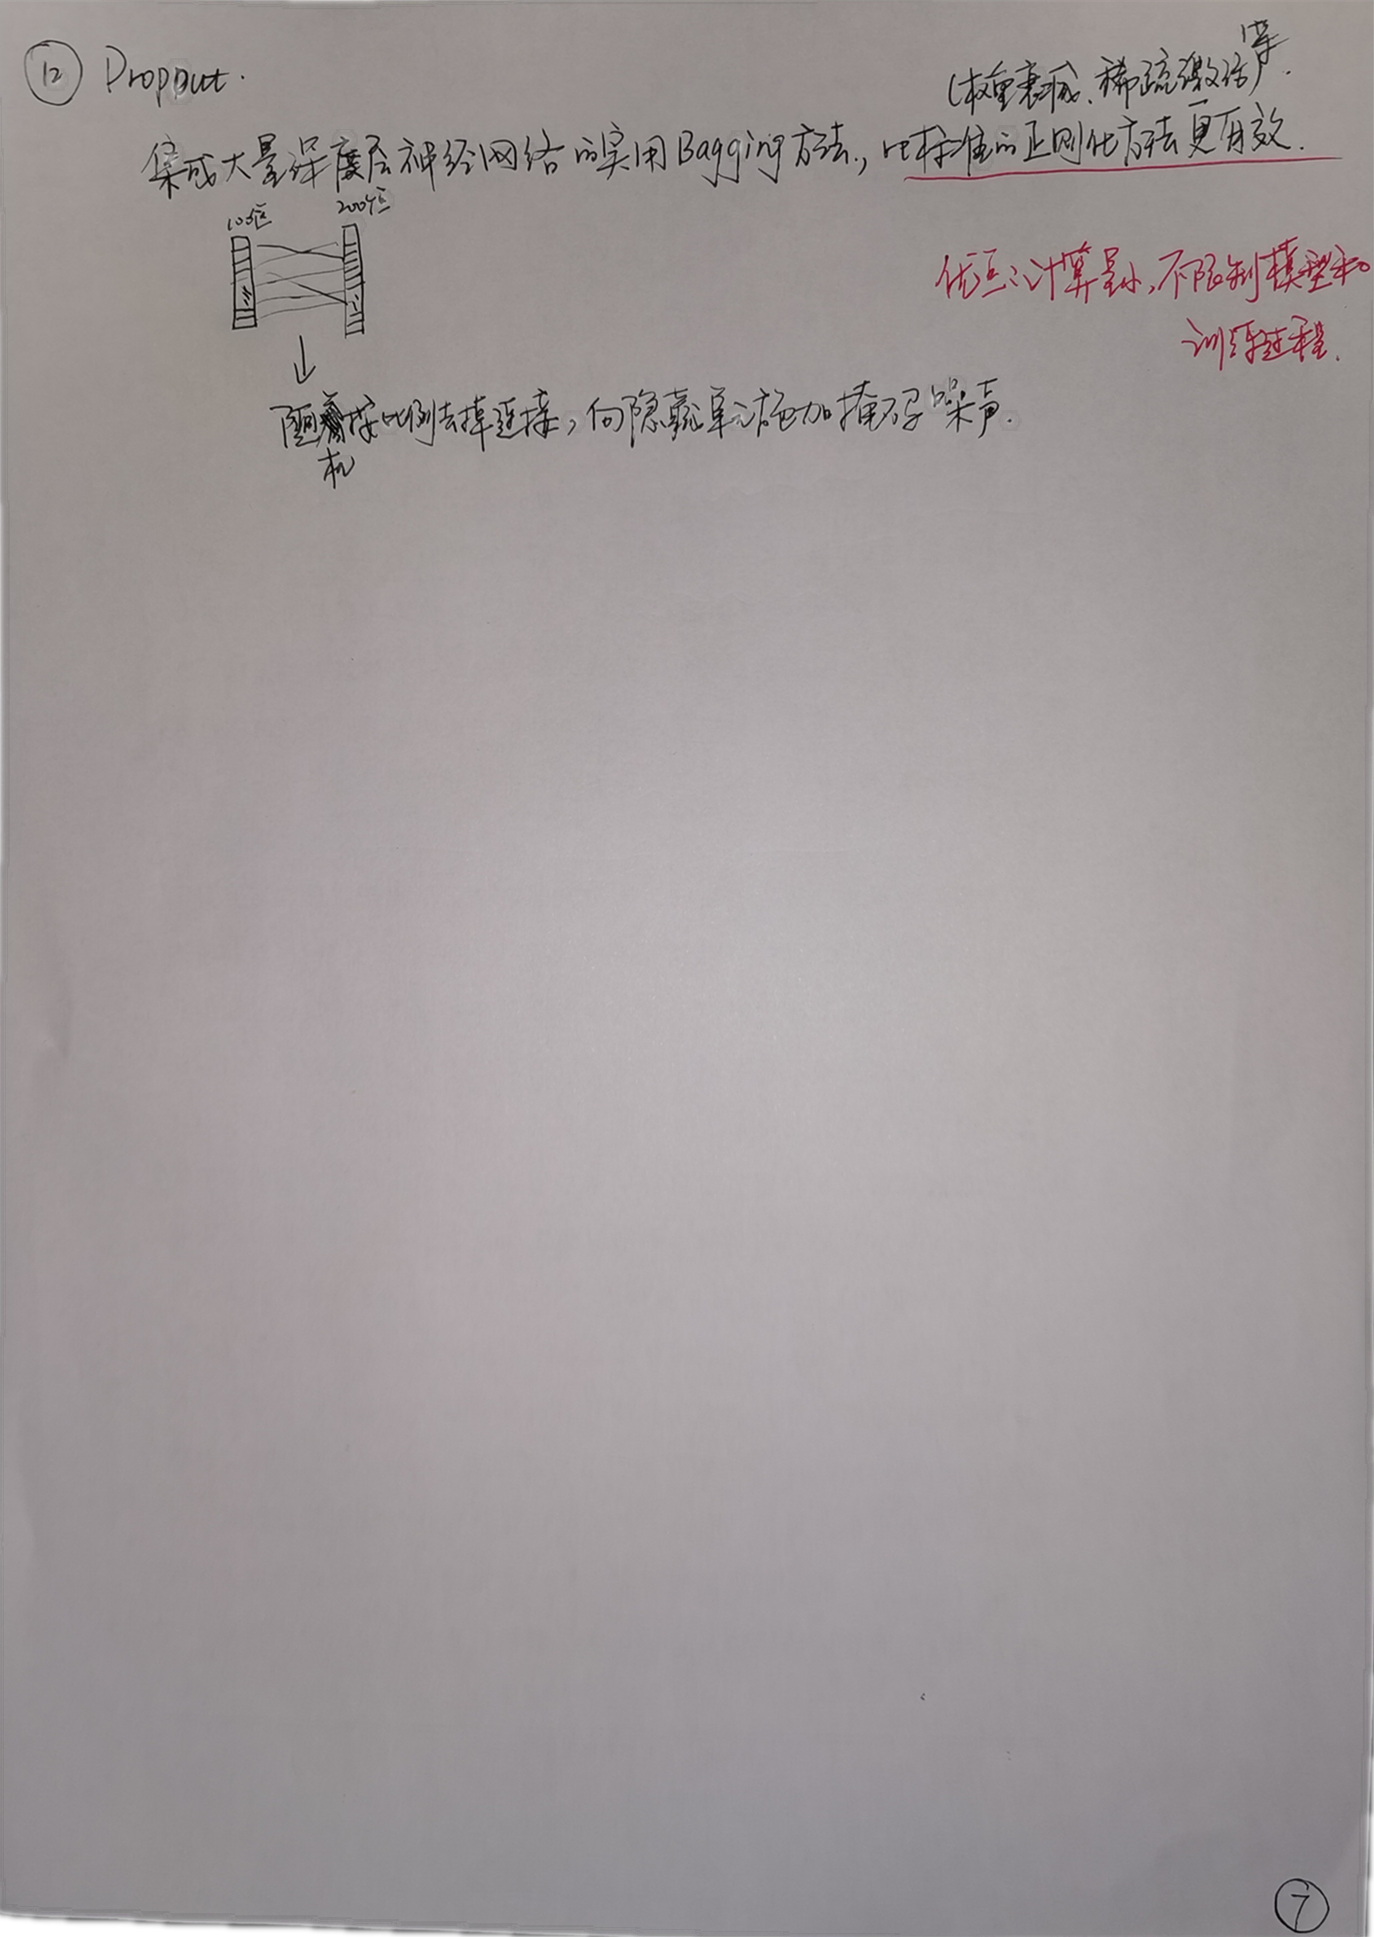 ⑫ Dropout.
(权重衰减、稀疏激活)等.
集成大量深度层神经网络的实用Bagging方法.,比标准的正则化方法更有效.
100维 200维
优点:计算量小,不限制模型和
训练过程.
随机按比例去掉连接,向隐藏单元施加掩码噪声.
⑦